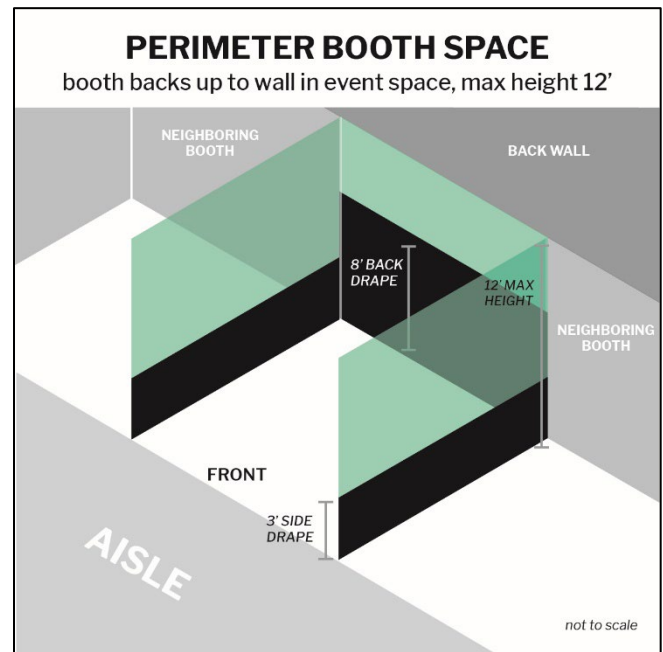 PERIMETER BOOTH SPACE
booth backs up to wall in event space, max height 12’
NEIGHBORING
BOOTH
BACK WALL
8’ BACK
DRAPE
12’ MAX
HEIGHT
NEIGHBORING
BOOTH
FRONT
3’ SIDE
DRAPE
AISLE
not to scale